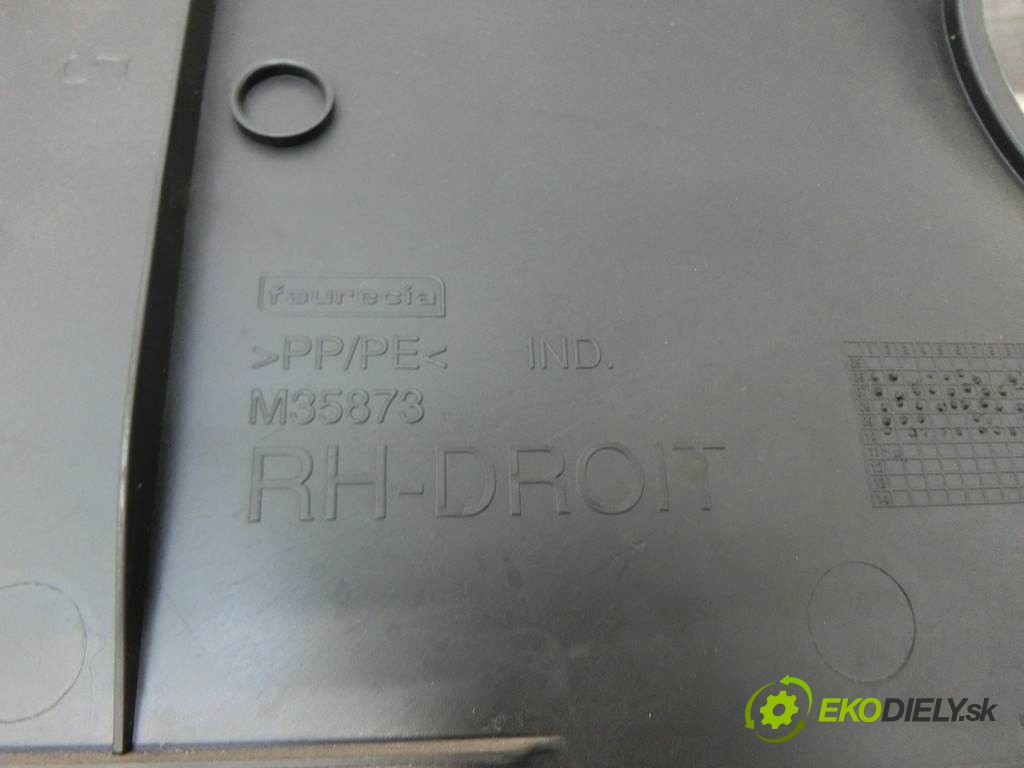 faurecia
>PP/PE< IND.
M35873
RH-DROIT
EKODIELY.sk